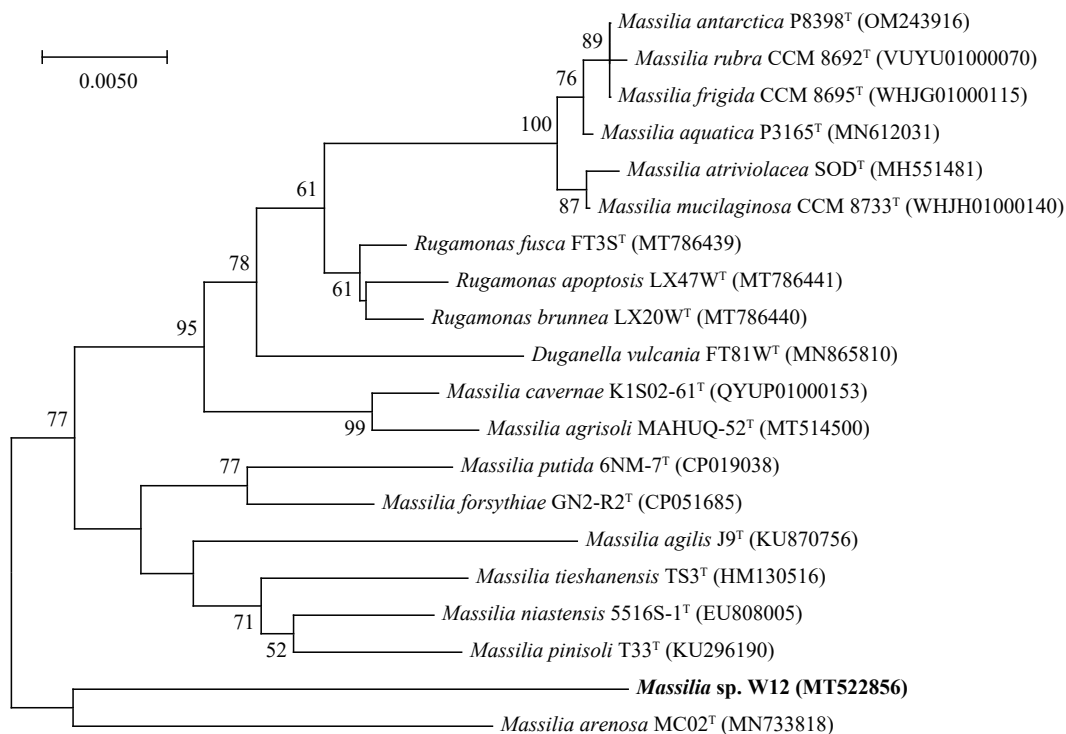 Massilia antarctica P8398ᵀ (OM243916)
89
Massilia rubra CCM 8692ᵀ (VUYU01000070)
0.0050
76
Massilia frigida CCM 8695ᵀ (WHJG01000115)
100
Massilia aquatica P3165ᵀ (MN612031)
Massilia atriviolacea SODᵀ (MH551481)
61
87
Massilia mucilaginosa CCM 8733ᵀ (WHJH01000140)
Rugamonas fusca FT3Sᵀ (MT786439)
78
Rugamonas apoptosis LX47Wᵀ (MT786441)
61
Rugamonas brunnea LX20Wᵀ (MT786440)
95
Duganella vulcania FT81Wᵀ (MN865810)
Massilia cavernae K1S02-61ᵀ (QYUP01000153)
77
99
Massilia agrisoli MAHUQ-52ᵀ (MT514500)
77
Massilia putida 6NM-7ᵀ (CP019038)
Massilia forsythiae GN2-R2ᵀ (CP051685)
Massilia agilis J9ᵀ (KU870756)
Massilia tieshanensis TS3ᵀ (HM130516)
71
Massilia niastensis 5516S-1ᵀ (EU808005)
52
Massilia pinisoli T33ᵀ (KU296190)
Massilia sp. W12 (MT522856)
Massilia arenosa MC02ᵀ (MN733818)